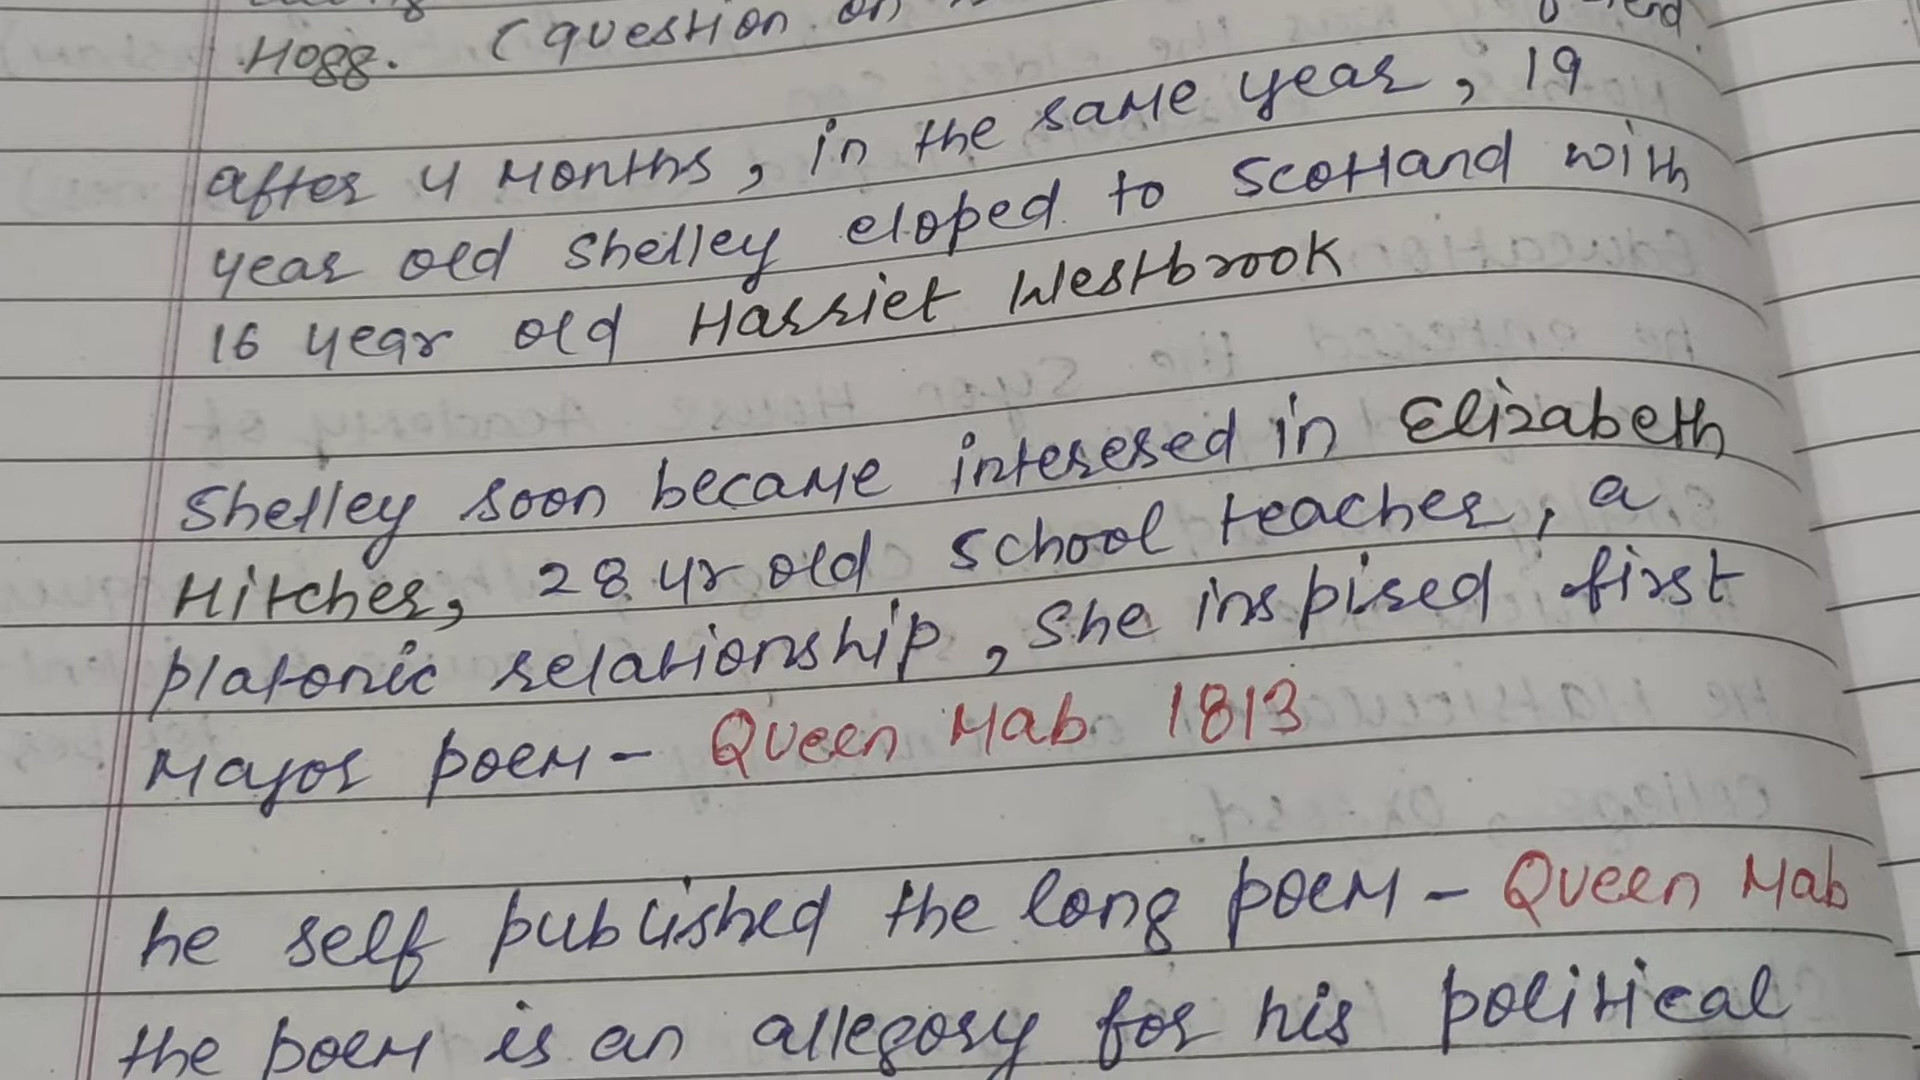 Hogg. (question on
after 4 months, in the same year, 19
year old Shelley eloped to Scotland with
16 year old Harriet Westbrook
Shelley soon became interesed in Elizabeth
Hitcher, 28 yr old school teacher, a
platonic relationship, she inspired first
Major poem - Queen Mab 1813
he self published the long poem - Queen Mab
the poem is an allegory for his political